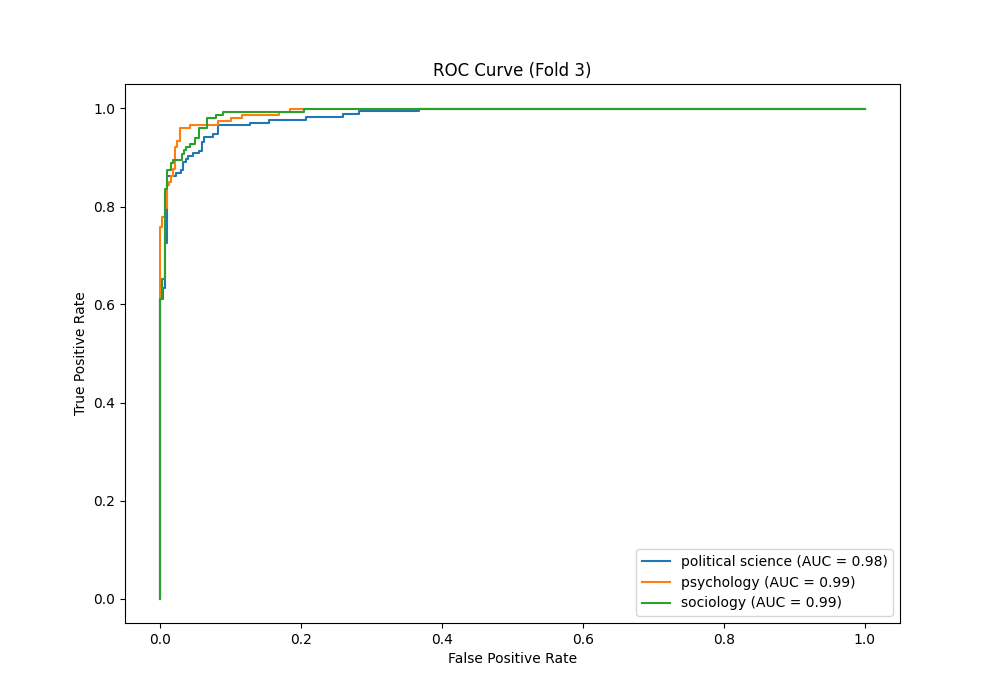 ROC Curve (Fold 3)
1.0
0.8
0.6
0.4
0.2
0.0
True Positive Rate
0.0 0.2 0.4 0.6 0.8 1.0
False Positive Rate
political science (AUC = 0.98)
psychology (AUC = 0.99)
sociology (AUC = 0.99)